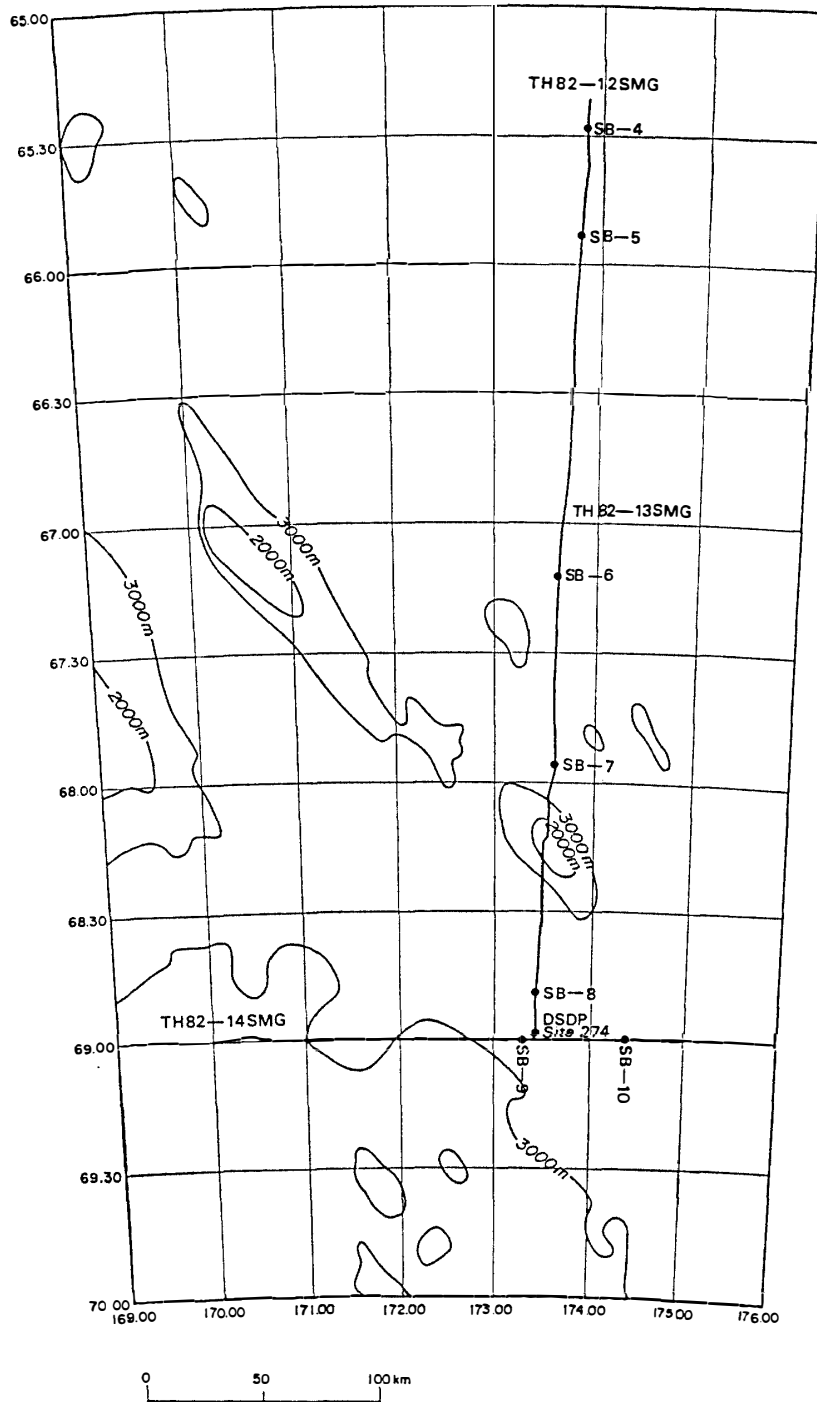 65.00
TH82—12SMG
SB—4
65.30
SB—5
66.00
66.30
TH82—13SMG
67.00
3000m
2000m
SB—6
3000m
67.30
2000m
SB—7
68.00
3000m
2000m
68.30
SB—8
TH82—14SMG
DSDP
Site 274
69.00
SB—9
SB—10
3000m
69.30
70 00
169.00 170.00 171.00 172.00 173.00 174.00 175.00 176.00
0 50 100 km